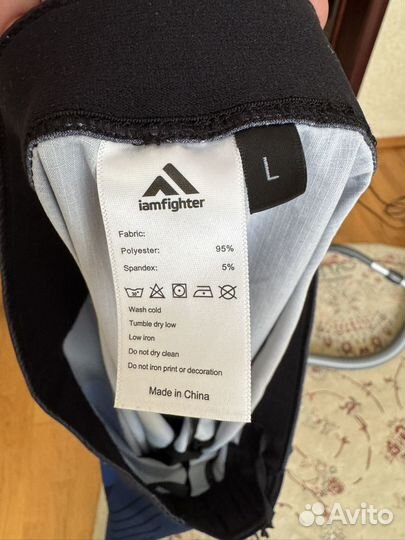 iamfighter
L
Fabric:
Polyester: 95%
Spandex: 5%
30°
Wash cold
Tumble dry low
Low iron
Do not dry clean
Do not iron print or decoration
Made in China
Avito